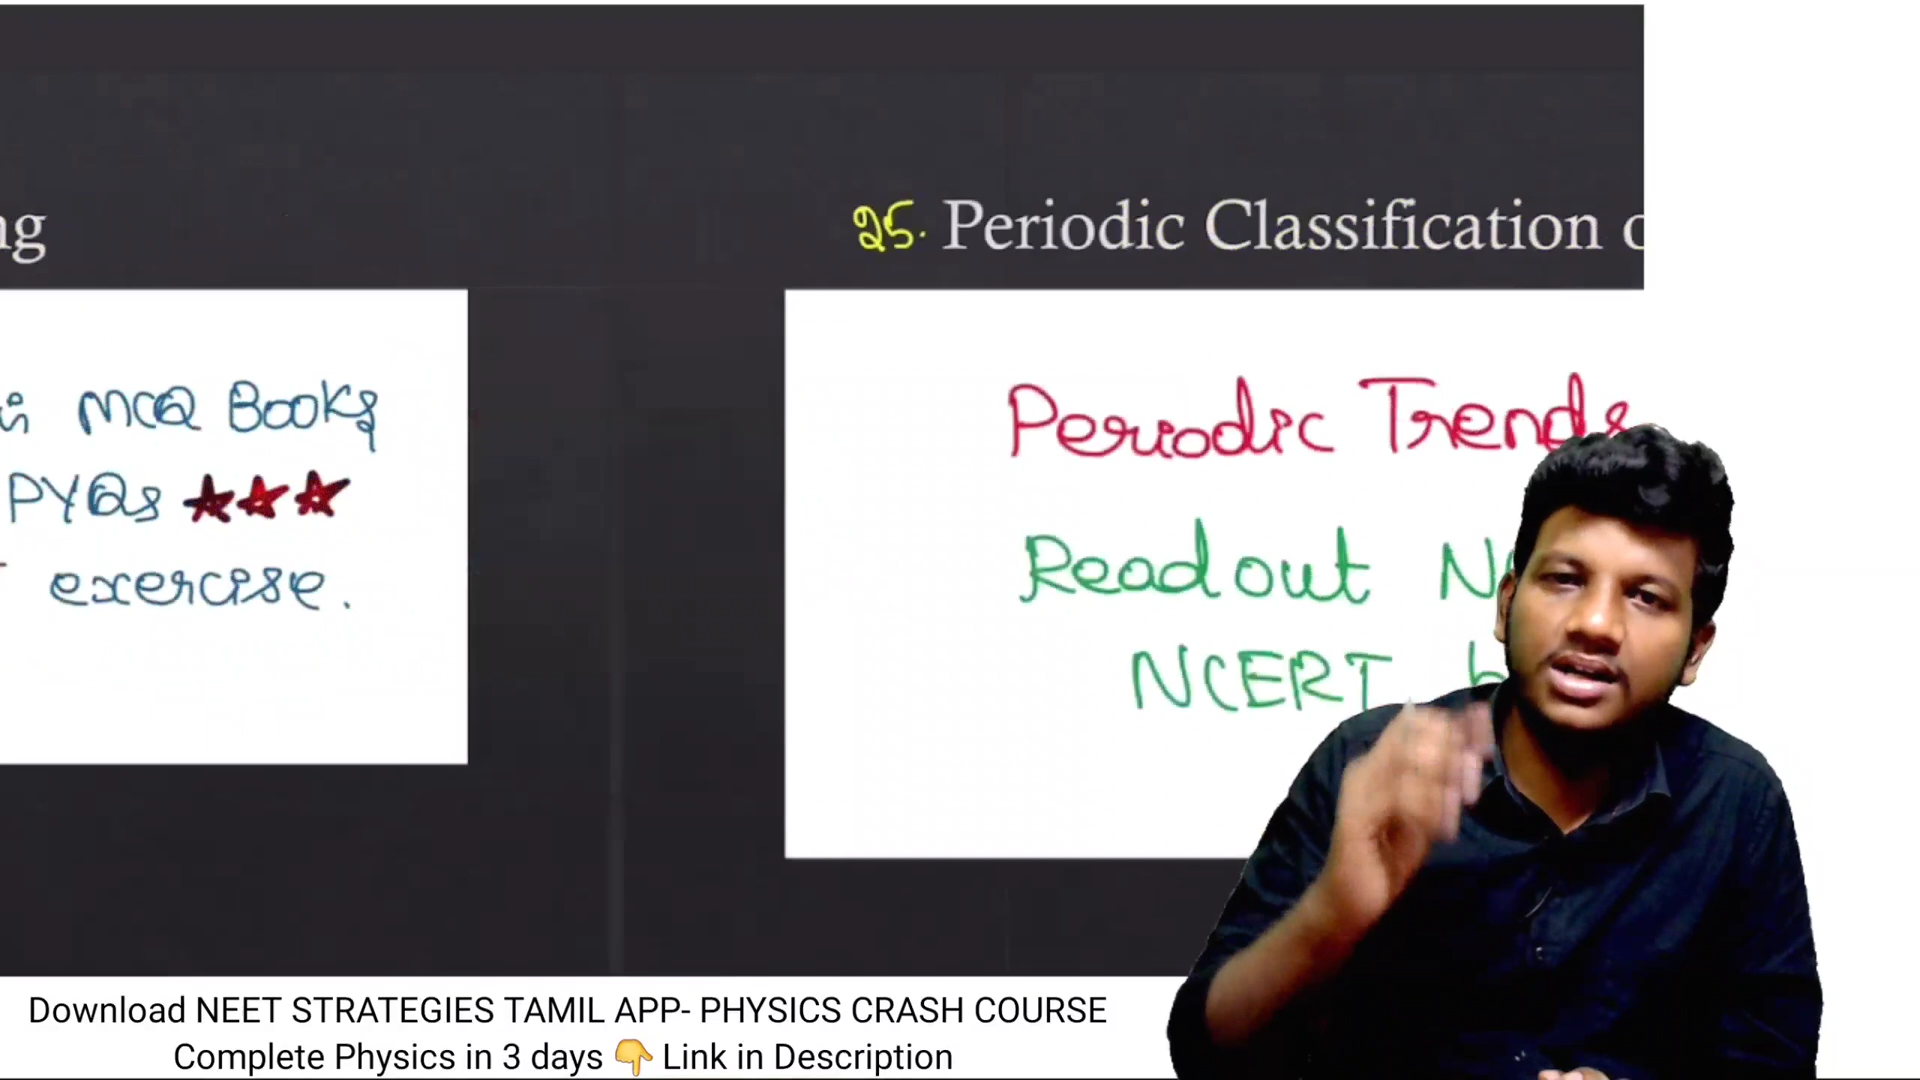 ng
MCQ Books
PYQs ★★★
exercise.
25. Periodic Classification o
Periodic Trends
Readout
NCERT
Download NEET STRATEGIES TAMIL APP- PHYSICS CRASH COURSE
Complete Physics in 3 days 👇 Link in Description